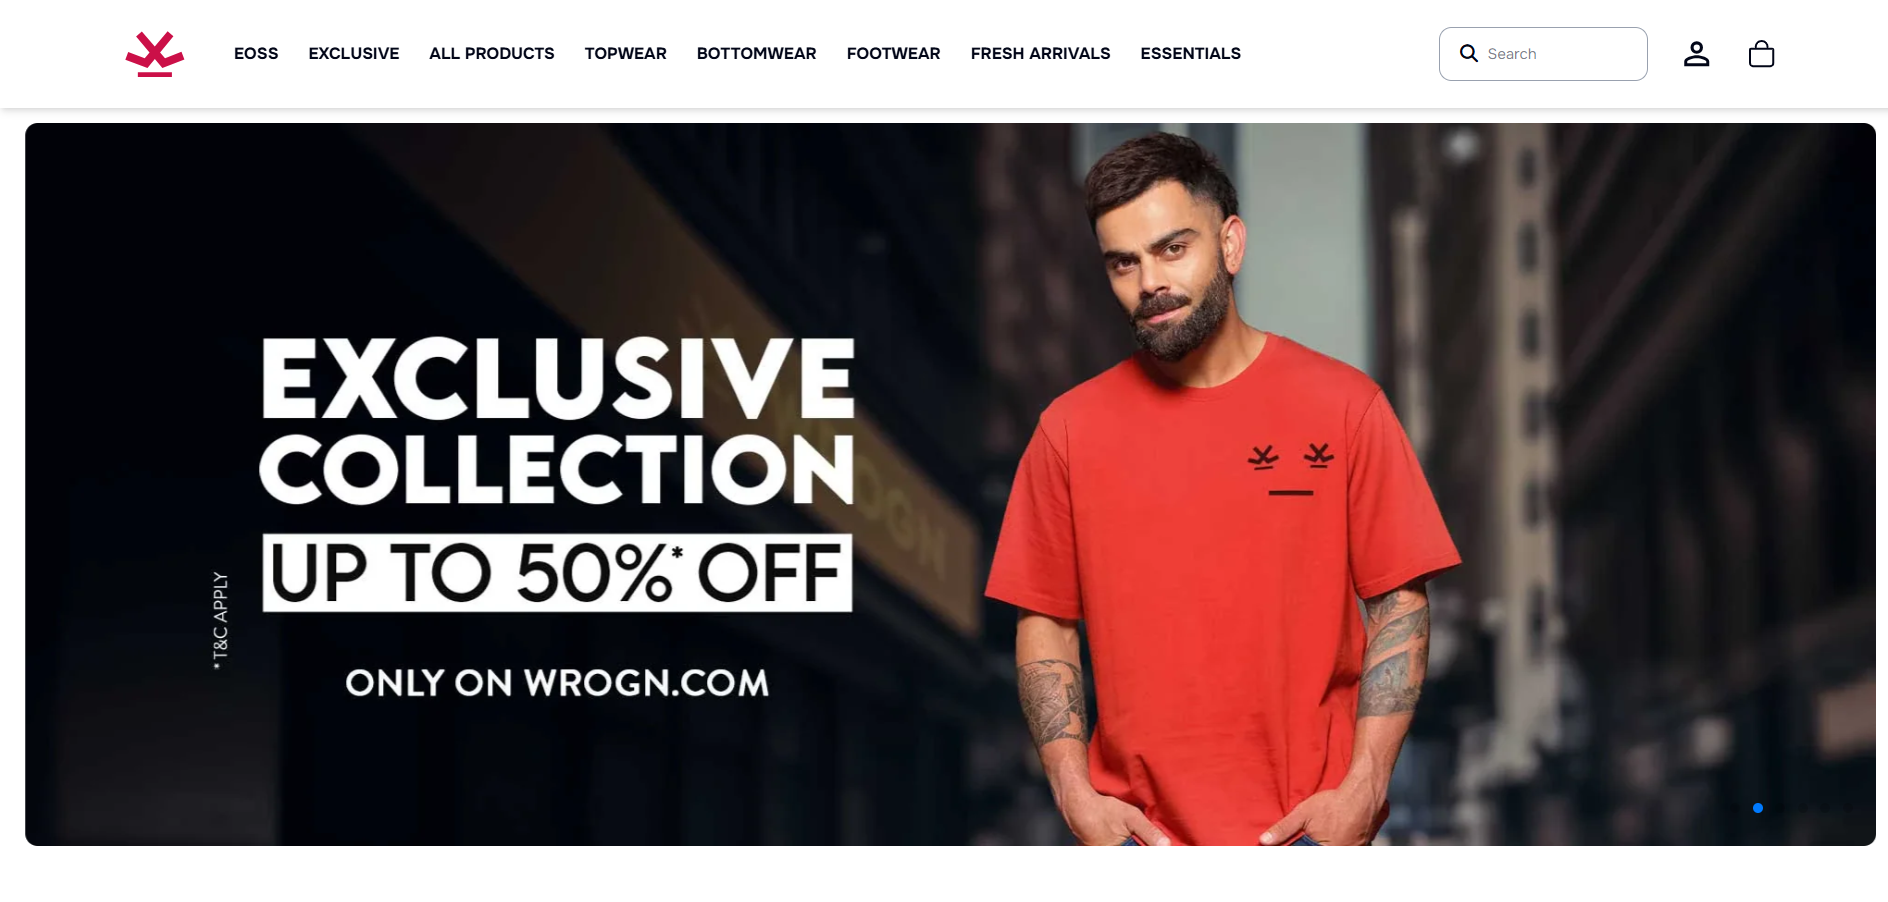 EOSS EXCLUSIVE ALL PRODUCTS TOPWEAR BOTTOMWEAR FOOTWEAR FRESH ARRIVALS ESSENTIALS Search
EXCLUSIVE
COLLECTION
UP TO 50%* OFF
* T&C APPLY
ONLY ON WROGN.COM
WROGN